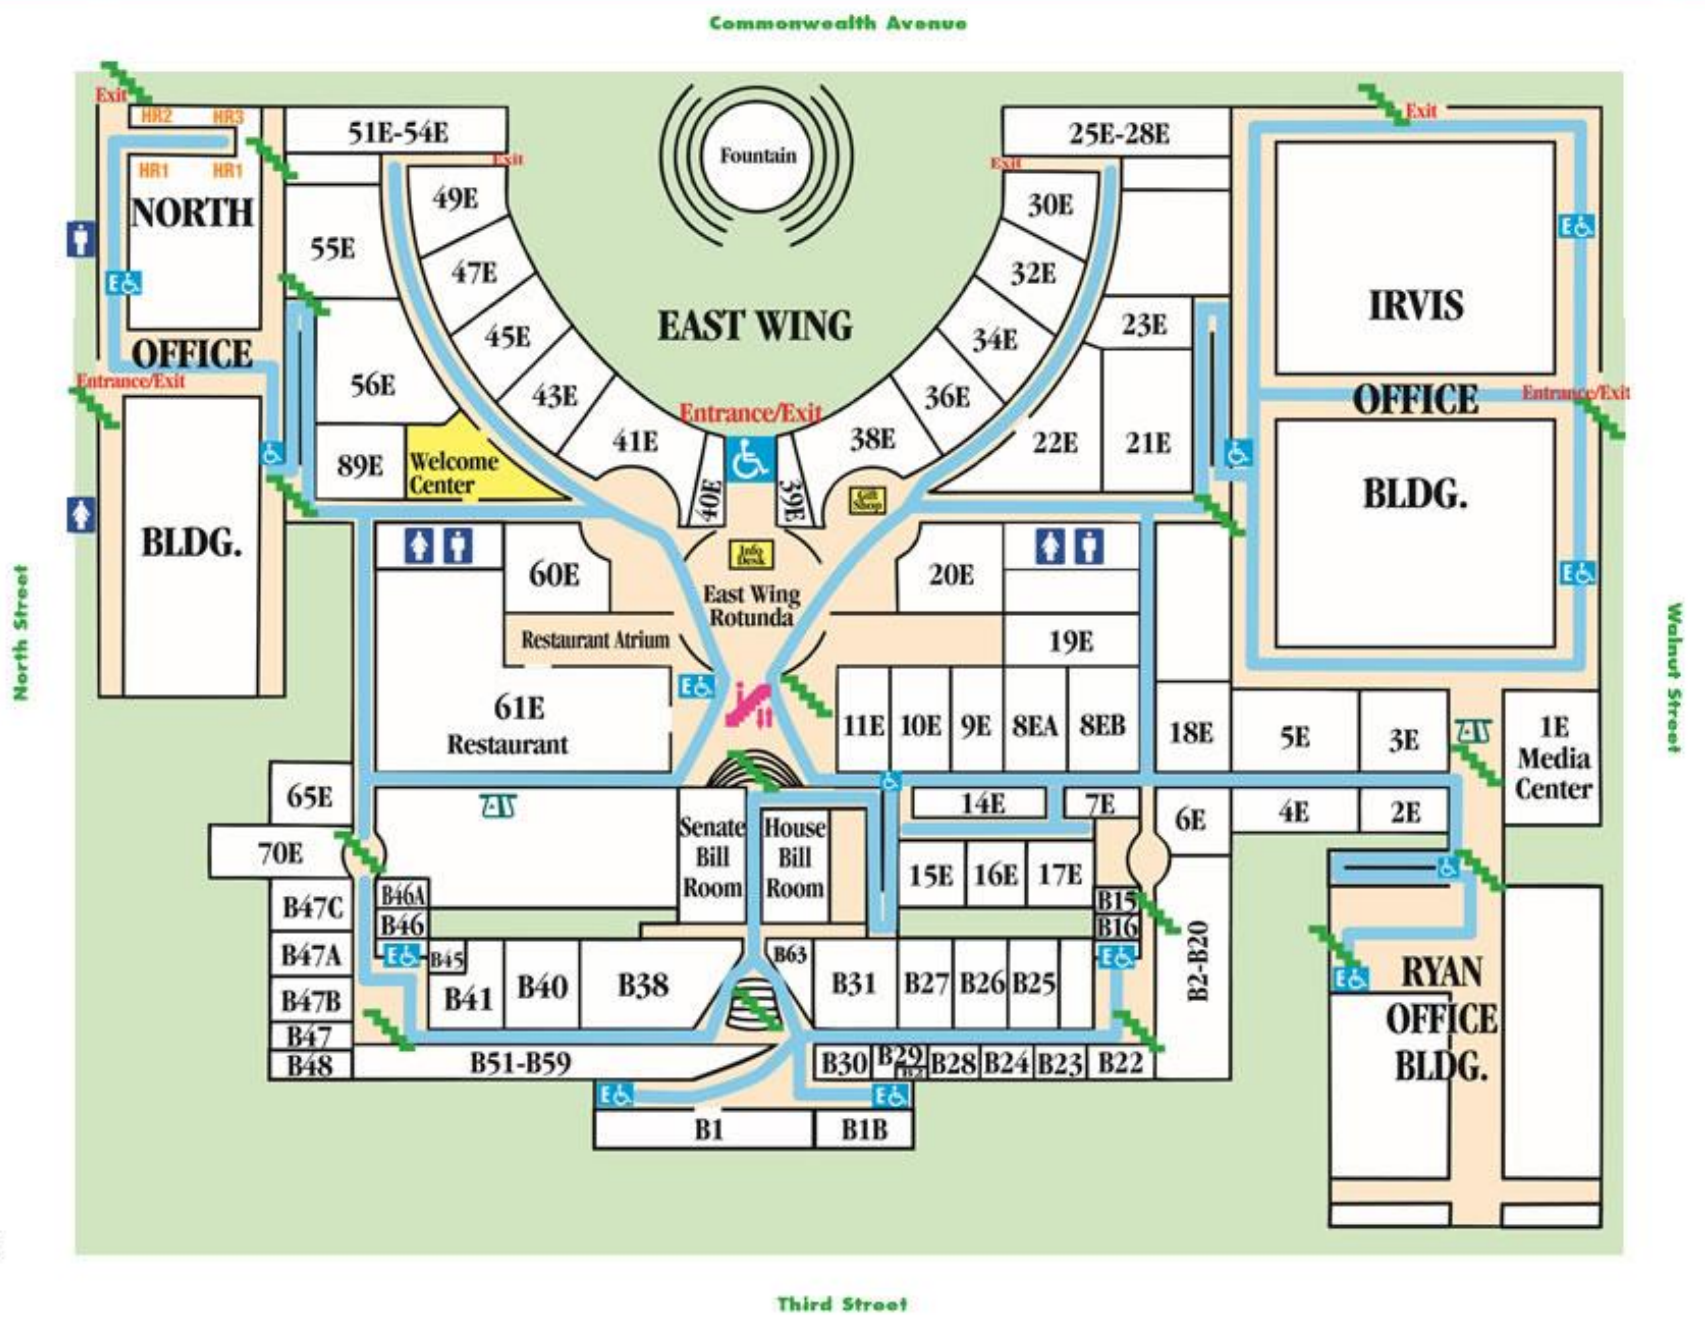 Commonwealth Avenue
Exit
HR2
HR3
HR1
HR1
NORTH
OFFICE
Entrance/Exit
BLDG.
51E-54E
Exit
55E
56E
89E
Welcome
Center
49E
47E
45E
43E
41E
40E
Fountain
EAST WING
Entrance/Exit
25E-28E
Exit
30E
32E
34E
36E
38E
39E
Gift
Shop
23E
22E
21E
Exit
IRVIS
OFFICE
Entrance/Exit
BLDG.
E
E
E
North Street
Walnut Street
60E
Info
Desk
East Wing
Rotunda
Restaurant Atrium
61E
Restaurant
E
i
20E
19E
11E
10E
9E
8EA
8EB
18E
5E
3E
1E
Media
Center
14E
7E
6E
4E
2E
15E
16E
17E
65E
70E
Senate
Bill
Room
House
Bill
Room
B47C
B47A
B47B
B47
B48
B46A
B46
E
B45
B41
B40
B38
B63
B31
B27
B26
B25
B15
B16
E
B2-B20
B51-B59
B30
B29
B28
B24
B23
B22
E
E
B1
B1B
E
RYAN
OFFICE
BLDG.
Third Street